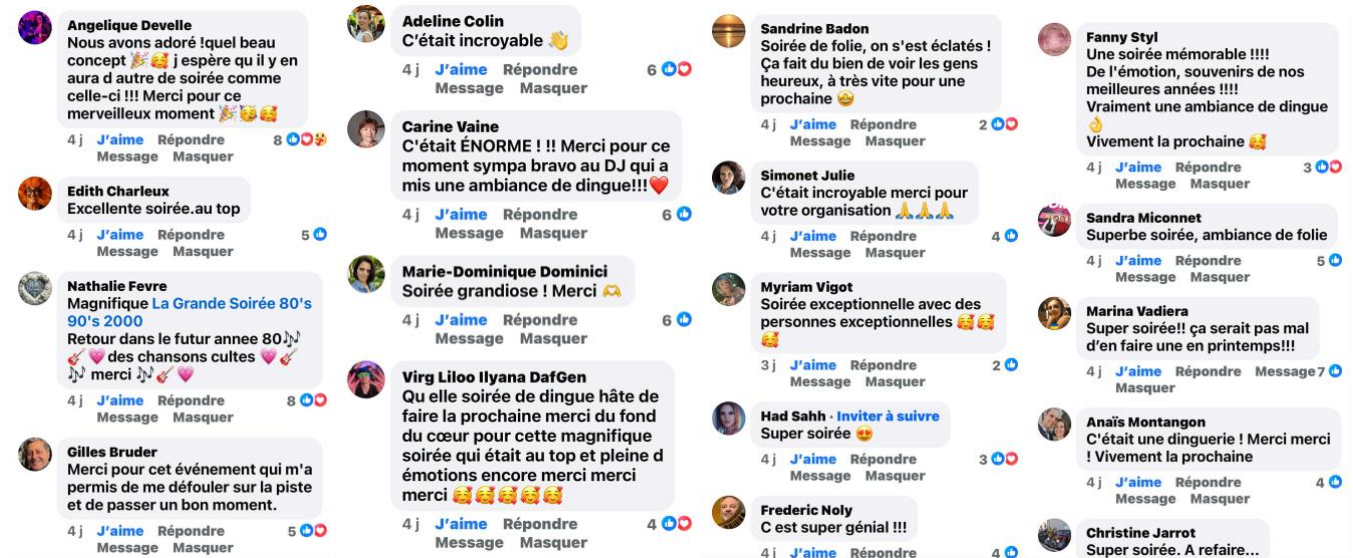 Angelique Develle
Nous avons adoré !quel beau
concept 🎉🥰 j espère qu il y en
aura d autre de soirée comme
celle-ci !!! Merci pour ce
merveilleux moment 🎉🥳🥰
4 j J'aime Répondre 8
Message Masquer
Edith Charleux
Excellente soirée.au top
4 j J'aime Répondre 5
Message Masquer
Nathalie Fevre
Magnifique La Grande Soirée 80's
90's 2000
Retour dans le futur annee 80🎶
🎸💗des chansons cultes 💗🎸
🎶 merci 🎶🎸💗
4 j J'aime Répondre 8
Message Masquer
Gilles Bruder
Merci pour cet événement qui m'a
permis de me défouler sur la piste
et de passer un bon moment.
4 j J'aime Répondre 5
Message Masquer
Adeline Colin
C'était incroyable 👏
4 j J'aime Répondre 6
Message Masquer
Carine Vaine
C'était ÉNORME ! !! Merci pour ce
moment sympa bravo au DJ qui a
mis une ambiance de dingue!!!❤️
4 j J'aime Répondre 6
Message Masquer
Marie-Dominique Dominici
Soirée grandiose ! Merci 🫶
4 j J'aime Répondre 6
Message Masquer
Virg Liloo Ilyana DafGen
Qu elle soirée de dingue hâte de
faire la prochaine merci du fond
du cœur pour cette magnifique
soirée qui était au top et pleine d
émotions encore merci merci
merci 🥰🥰🥰🥰🥰
4 j J'aime Répondre 4
Message Masquer
Sandrine Badon
Soirée de folie, on s'est éclatés !
Ça fait du bien de voir les gens
heureux, à très vite pour une
prochaine 🤩
4 j J'aime Répondre 2
Message Masquer
Simonet Julie
C'était incroyable merci pour
votre organisation 🙏🙏🙏
4 j J'aime Répondre 4
Message Masquer
Myriam Vigot
Soirée exceptionnelle avec des
personnes exceptionnelles 🥰🥰
🥰
3 j J'aime Répondre 2
Message Masquer
Had Sahh · Inviter à suivre
Super soirée 😍
4 j J'aime Répondre 3
Message Masquer
Frederic Noly
C est super génial !!!
4 j J'aime Répondre 4
Fanny Styl
Une soirée mémorable !!!!
De l'émotion, souvenirs de nos
meilleures années !!!!
Vraiment une ambiance de dingue
👌
Vivement la prochaine 🥰
4 j J'aime Répondre 3
Message Masquer
Sandra Miconnet
Superbe soirée, ambiance de folie
4 j J'aime Répondre 5
Message Masquer
Marina Vadiera
Super soirée!! ça serait pas mal
d'en faire une en printemps!!!
4 j J'aime Répondre Message 7
Masquer
Anaïs Montangon
C'était une dinguerie ! Merci merci
! Vivement la prochaine
4 j J'aime Répondre 4
Message Masquer
Christine Jarrot
Super soirée. A refaire...